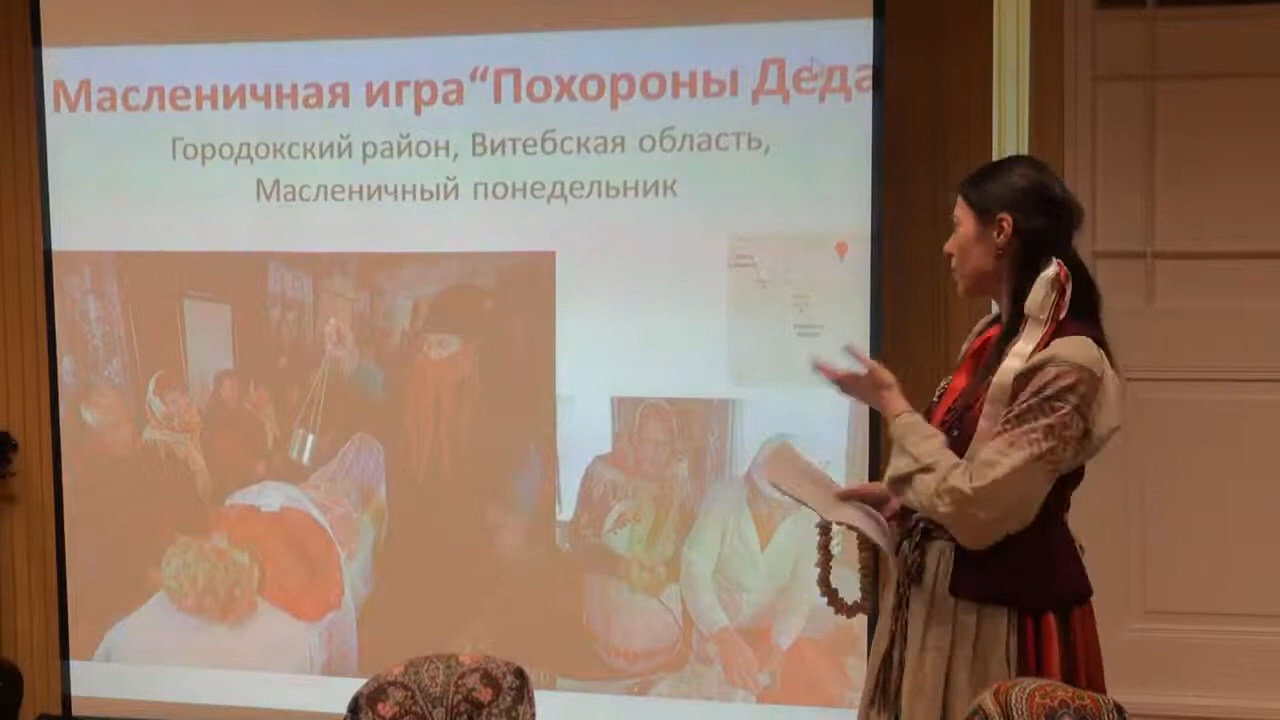 Масленичная игра “Похороны Деда
Городокский район, Витебская область,
Масленичный понедельник